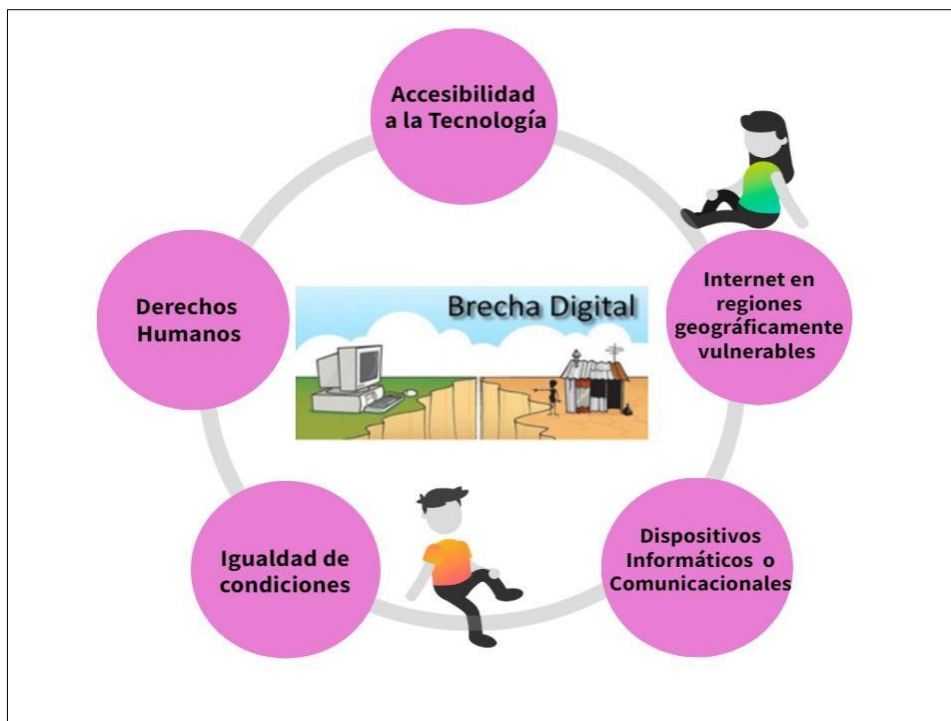 Accesibilidad
a la Tecnología
Internet en
regiones
geográficamente
vulnerables
Dispositivos
Informáticos o
Comunicacionales
Igualdad de
condiciones
Derechos
Humanos
Brecha Digital